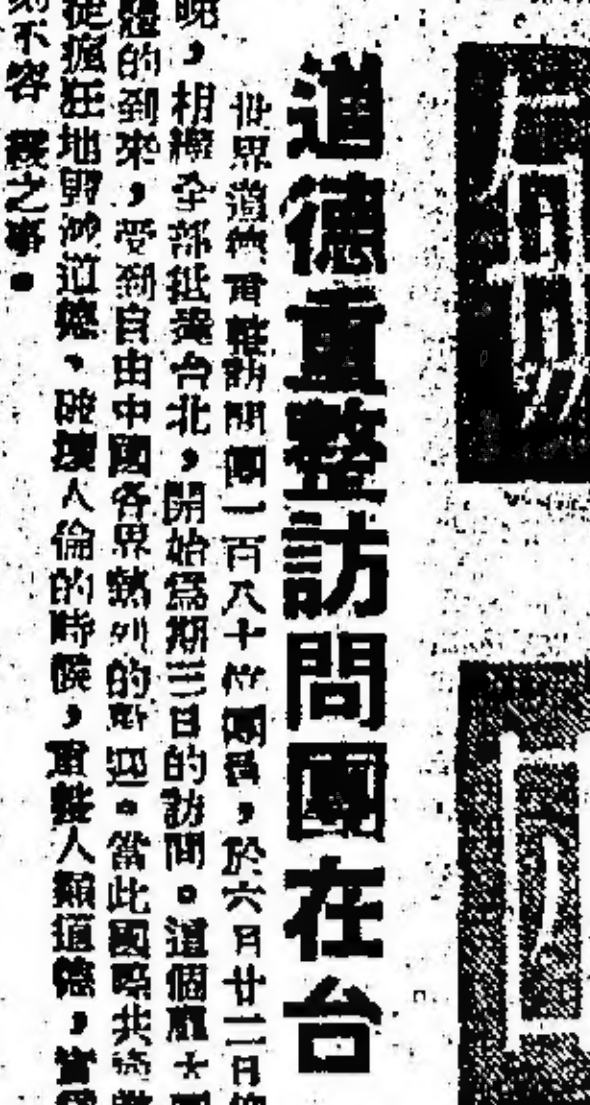 道德重整訪問團在台
世界道德重整訪問團一百八十位團員，於六月廿二日
晚，相繼全部抵達台北，開始爲期三日的訪問。這個龐大
體的到來，受到自由中國各界熱烈的歡迎。當此國際共
從瘋狂地毀滅道德、破壞人倫的時候，重整人類道德，實
刻不容 緩之事。